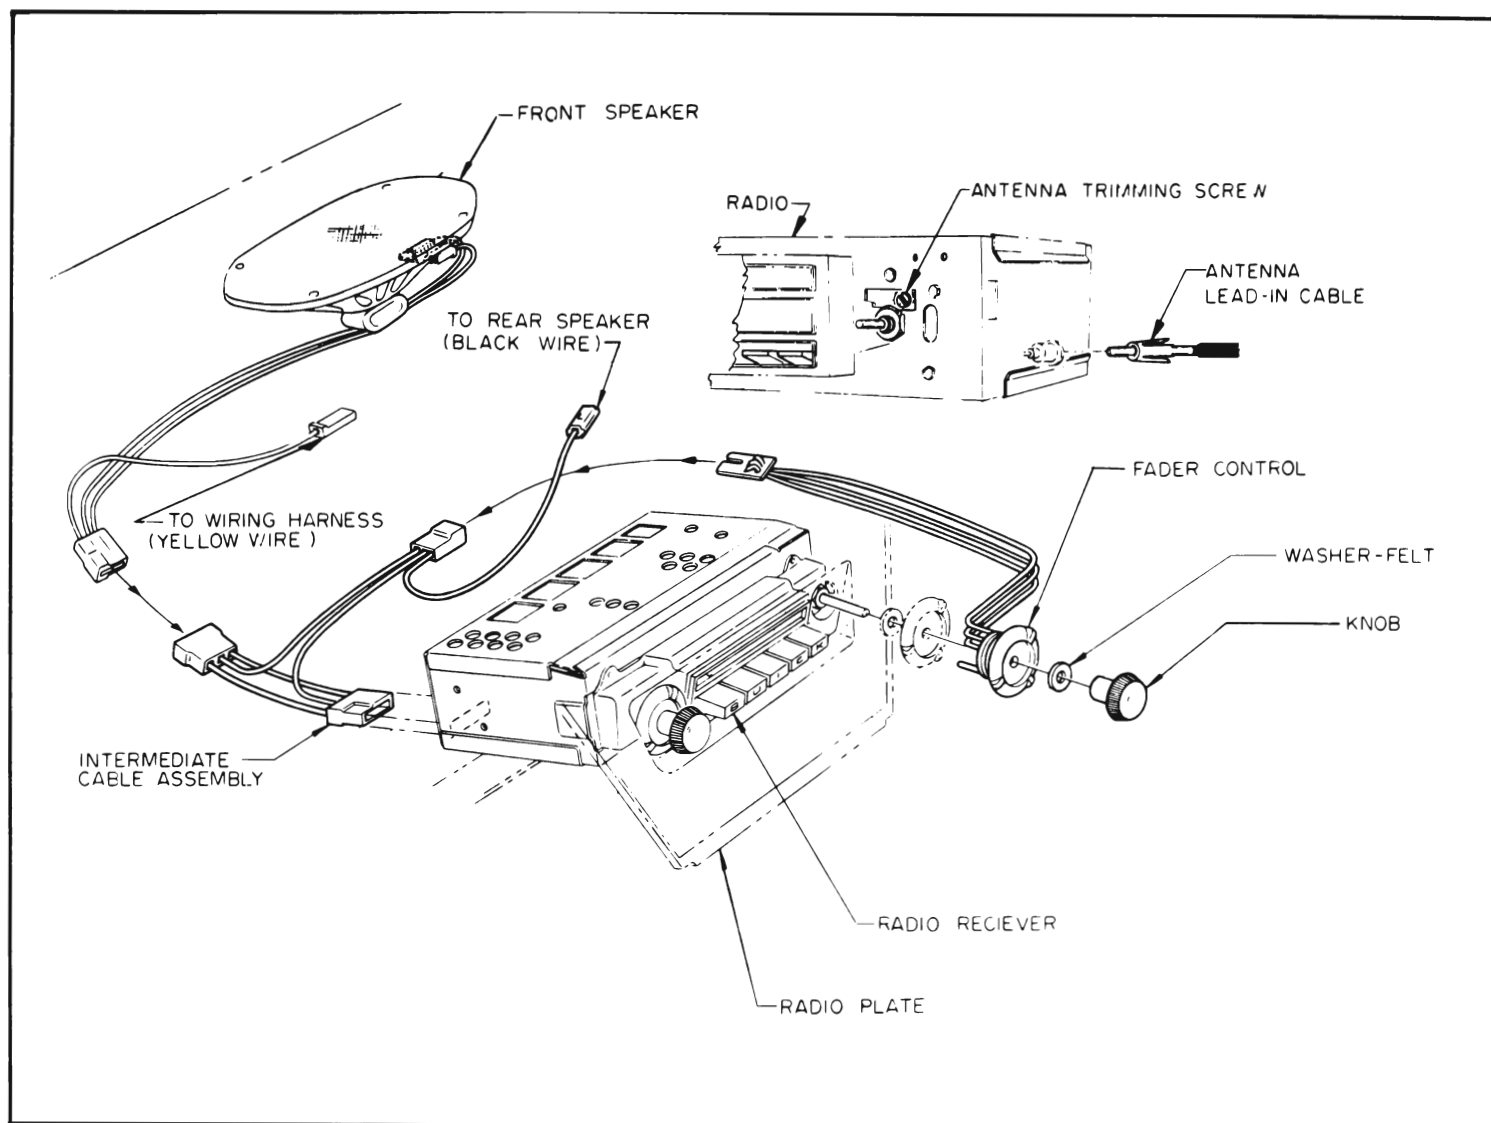 FRONT SPEAKER
RADIO
ANTENNA TRIMMING SCREW
ANTENNA
LEAD-IN CABLE
TO REAR SPEAKER
(BLACK WIRE)
FADER CONTROL
TO WIRING HARNESS
(YELLOW WIRE)
WASHER-FELT
KNOB
B U I C K
INTERMEDIATE
CABLE ASSEMBLY
RADIO RECIEVER
RADIO PLATE